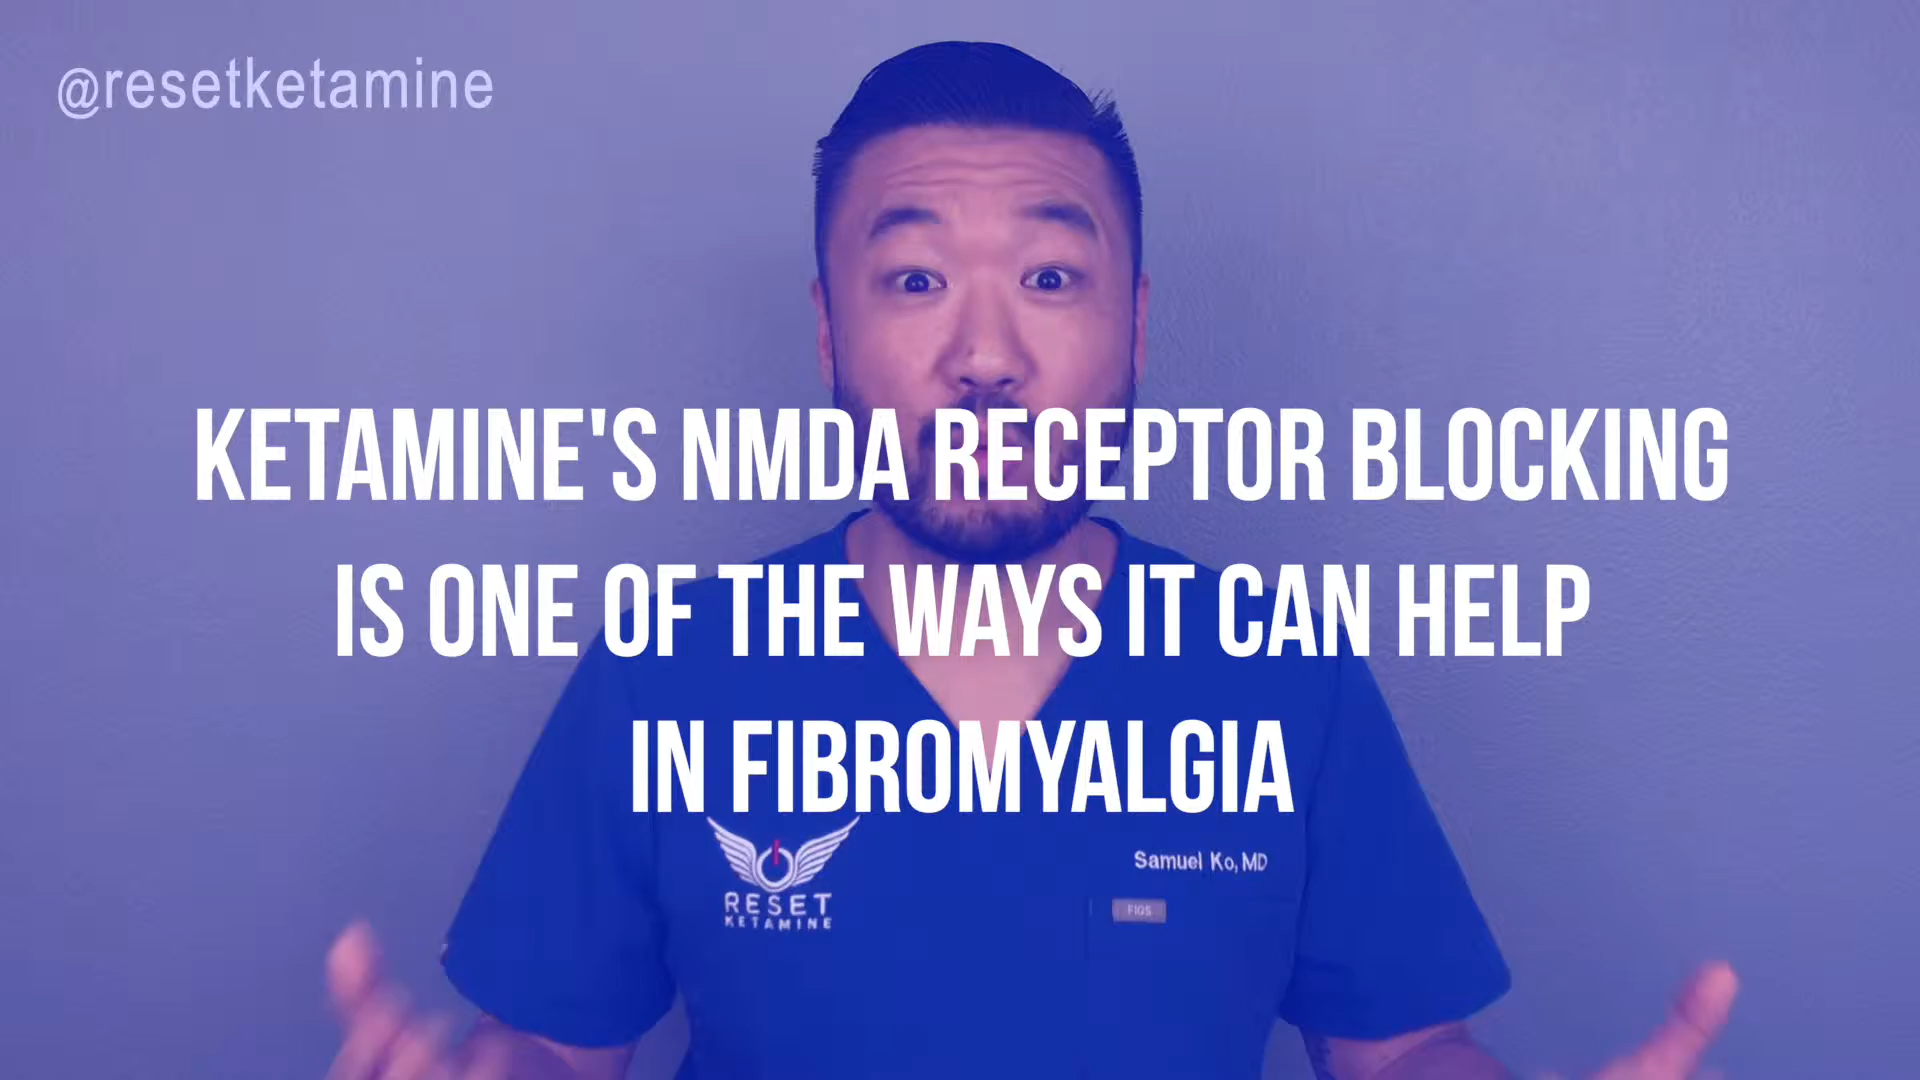 @resetketamine
KETAMINE'S NMDA RECEPTOR BLOCKING
IS ONE OF THE WAYS IT CAN HELP
IN FIBROMYALGIA
Samuel Ko, MD
RESET
KETAMINE
FIGS